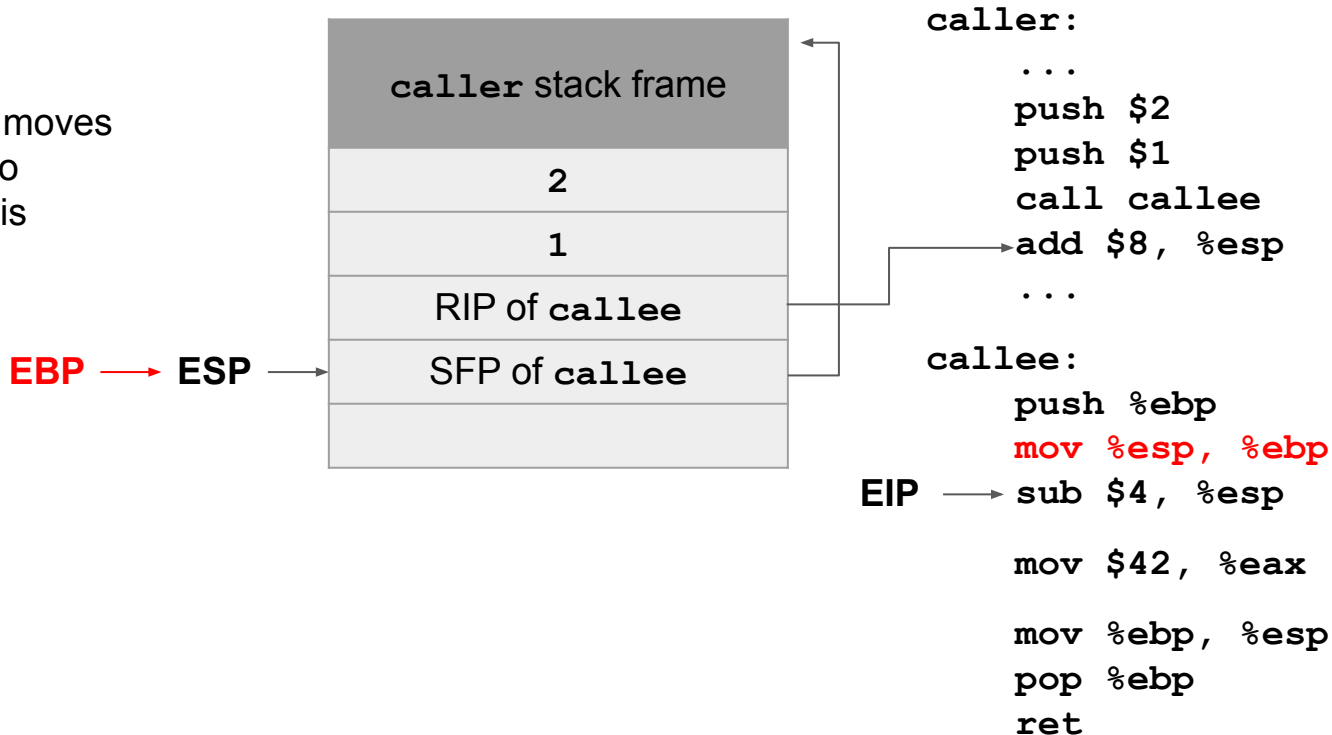 moves
o
is
caller stack frame
2
1
RIP of callee
SFP of callee
EBP
ESP
caller:
...
push $2
push $1
call callee
add $8, %esp
...
callee:
push %ebp
mov %esp, %ebp
EIP
sub $4, %esp
mov $42, %eax
mov %ebp, %esp
pop %ebp
ret